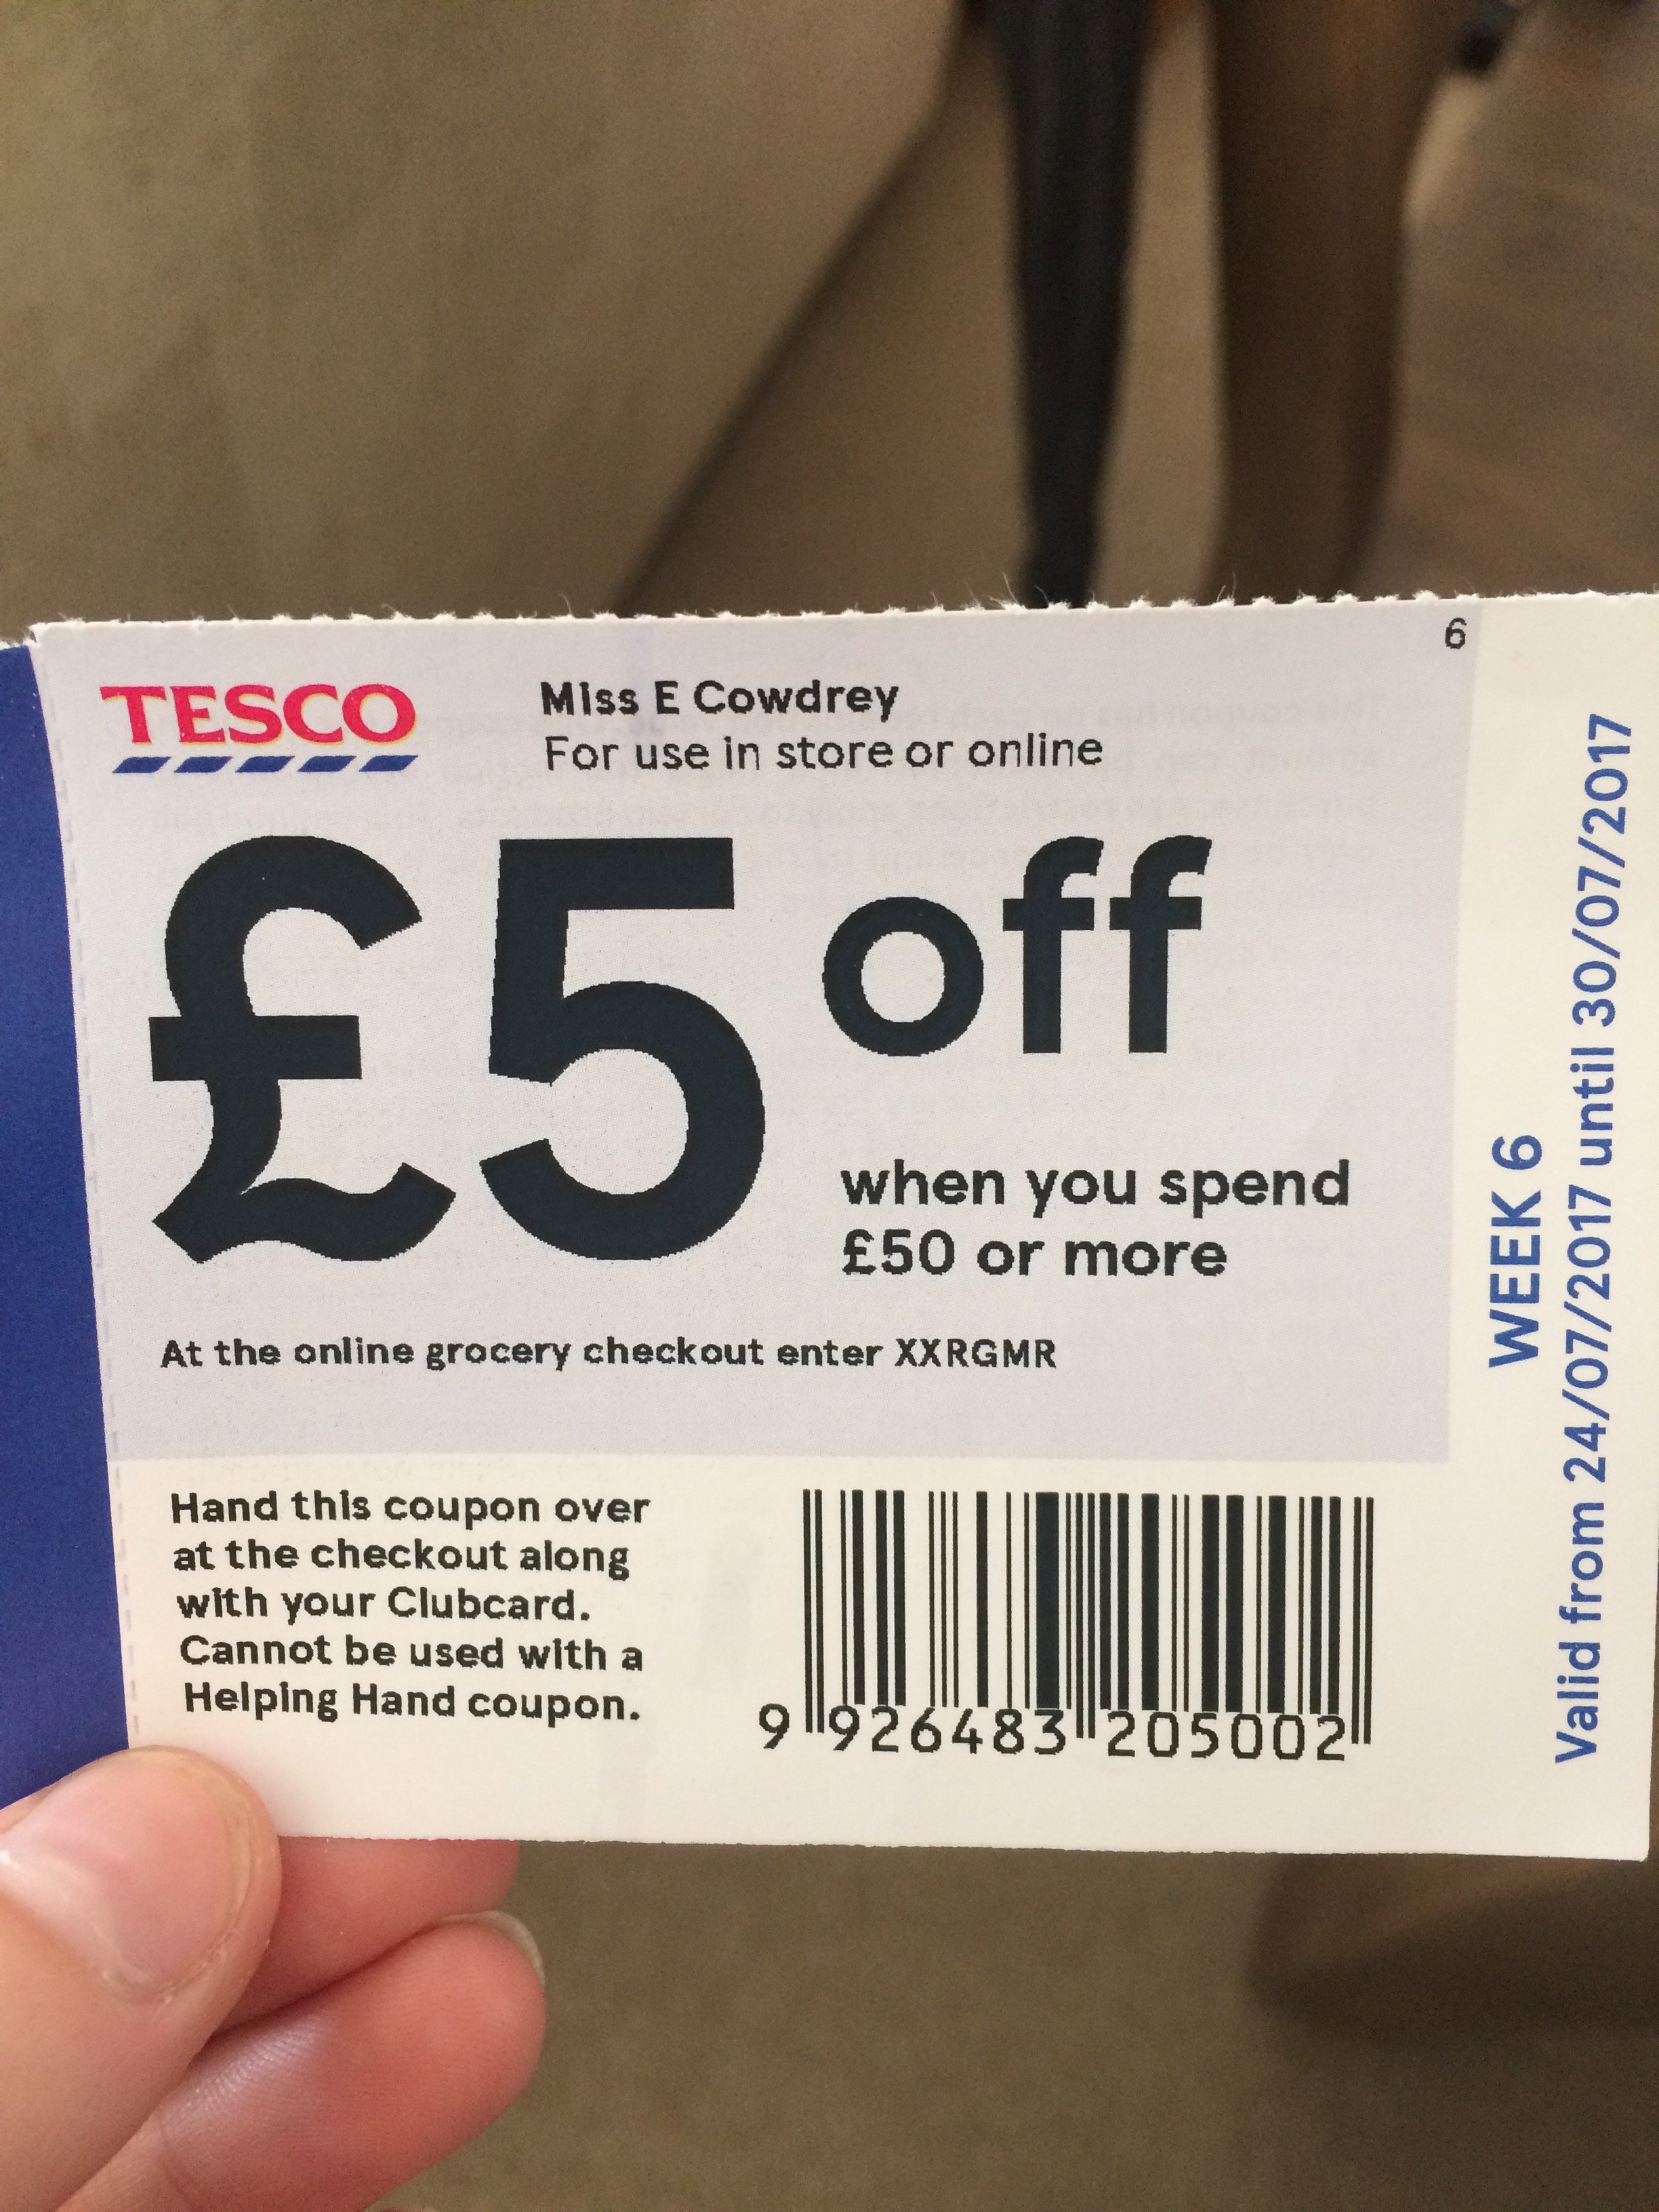 6
TESCO
Miss E Cowdrey
For use in store or online
£5 off
when you spend
£50 or more
At the online grocery checkout enter XXRGMR
Hand this coupon over
at the checkout along
with your Clubcard.
Cannot be used with a
Helping Hand coupon.
9 926483 205002
WEEK 6
Valid from 24/07/2017 until 30/07/2017